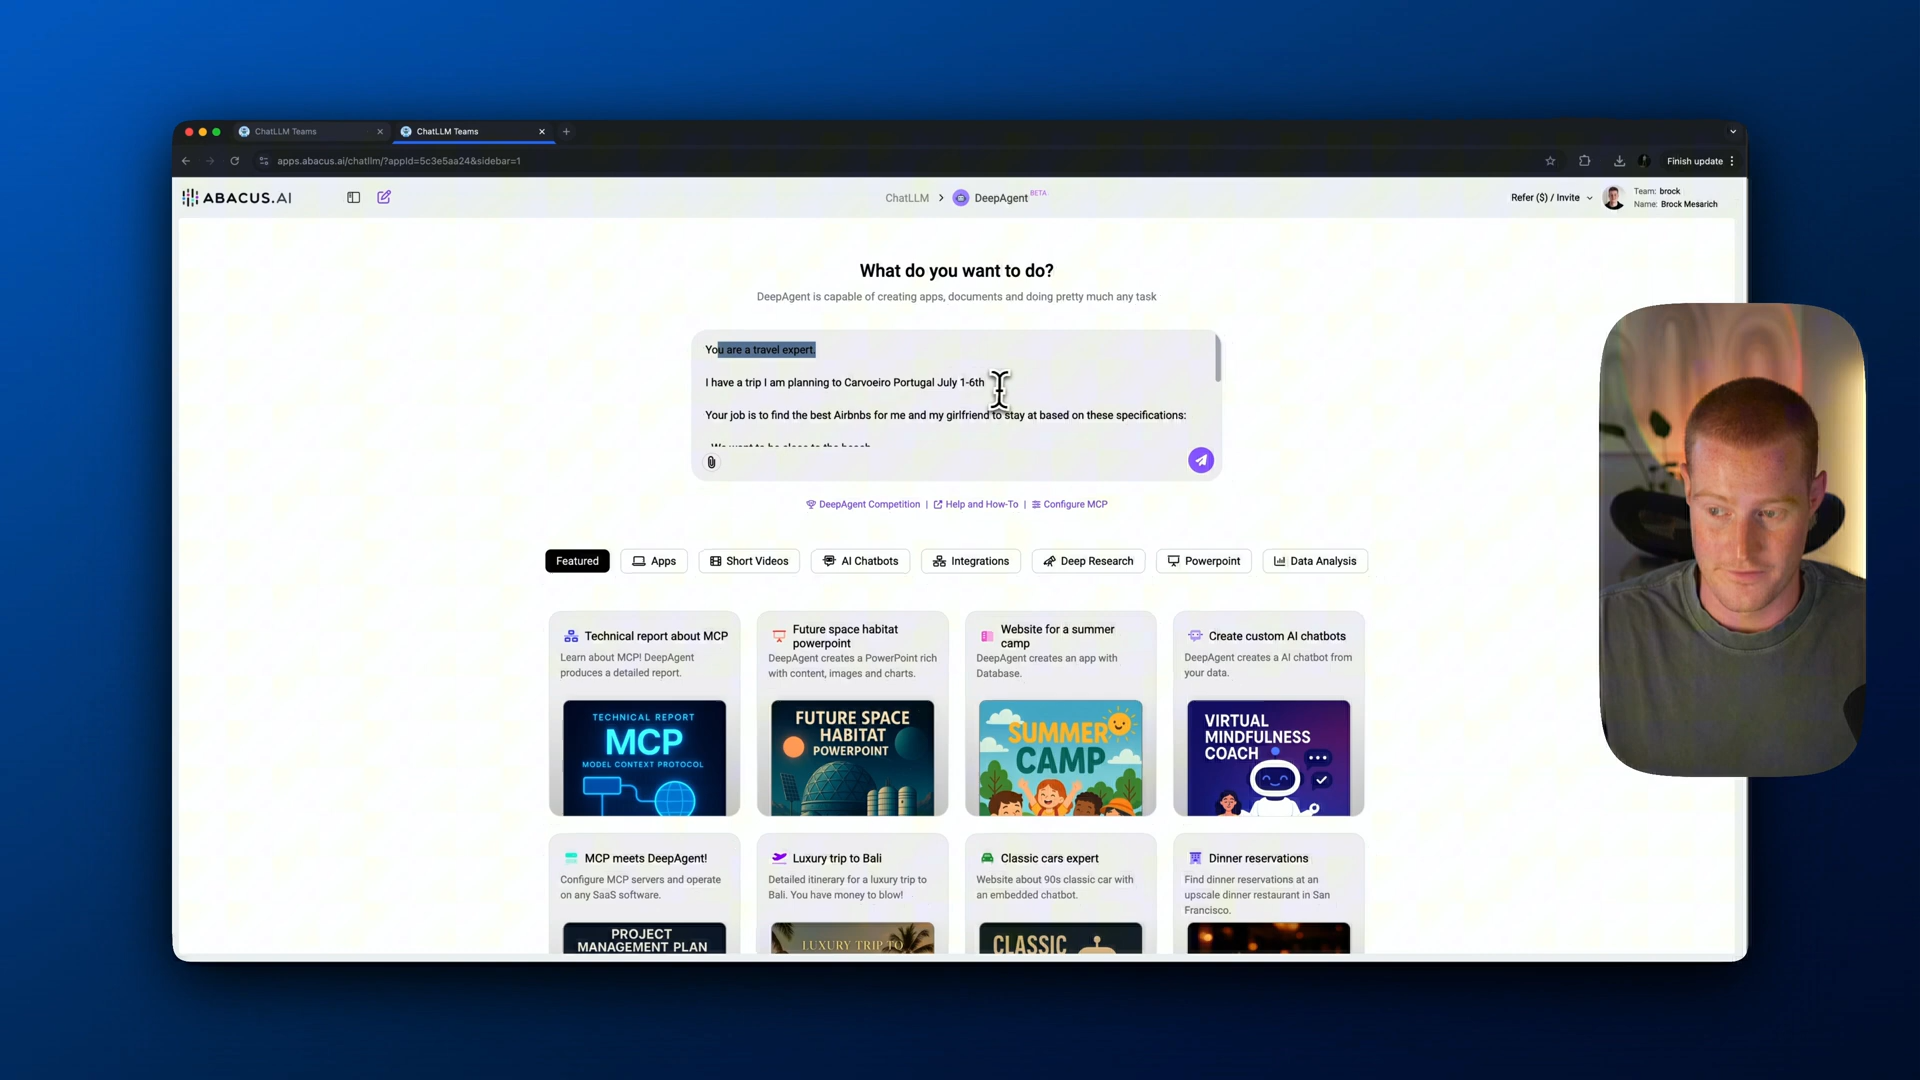 ChatLLM Teams
ChatLLM Teams
apps.abacus.ai/chatllm/?appId=5c3e5aa24&sidebar=1
Finish update
ABACUS.AI
ChatLLM > DeepAgent BETA
Refer ($) / Invite
Team: brock
Name: Brock Mesarich
What do you want to do?
DeepAgent is capable of creating apps, documents and doing pretty much any task
You are a travel expert.
I have a trip I am planning to Carvoeiro Portugal July 1-6th
Your job is to find the best Airbnbs for me and my girlfriend to stay at based on these specifications:
- We want to be close to the beach
DeepAgent Competition | Help and How-To | Configure MCP
Featured
Apps
Short Videos
AI Chatbots
Integrations
Deep Research
Powerpoint
Data Analysis
Technical report about MCP
Learn about MCP! DeepAgent
produces a detailed report.
TECHNICAL REPORT
MCP
MODEL CONTEXT PROTOCOL
Future space habitat
powerpoint
DeepAgent creates a PowerPoint rich
with content, images and charts.
FUTURE SPACE
HABITAT
POWERPOINT
Website for a summer
camp
DeepAgent creates an app with
Database.
SUMMER
CAMP
Create custom AI chatbots
DeepAgent creates a AI chatbot from
your data.
VIRTUAL
MINDFULNESS
COACH
MCP meets DeepAgent!
Configure MCP servers and operate
on any SaaS software.
PROJECT
MANAGEMENT PLAN
Luxury trip to Bali
Detailed itinerary for a luxury trip to
Bali. You have money to blow!
LUXURY TRIP TO
Classic cars expert
Website about 90s classic car with
an embedded chatbot.
CLASSIC
Dinner reservations
Find dinner reservations at an
upscale dinner restaurant in San
Francisco.